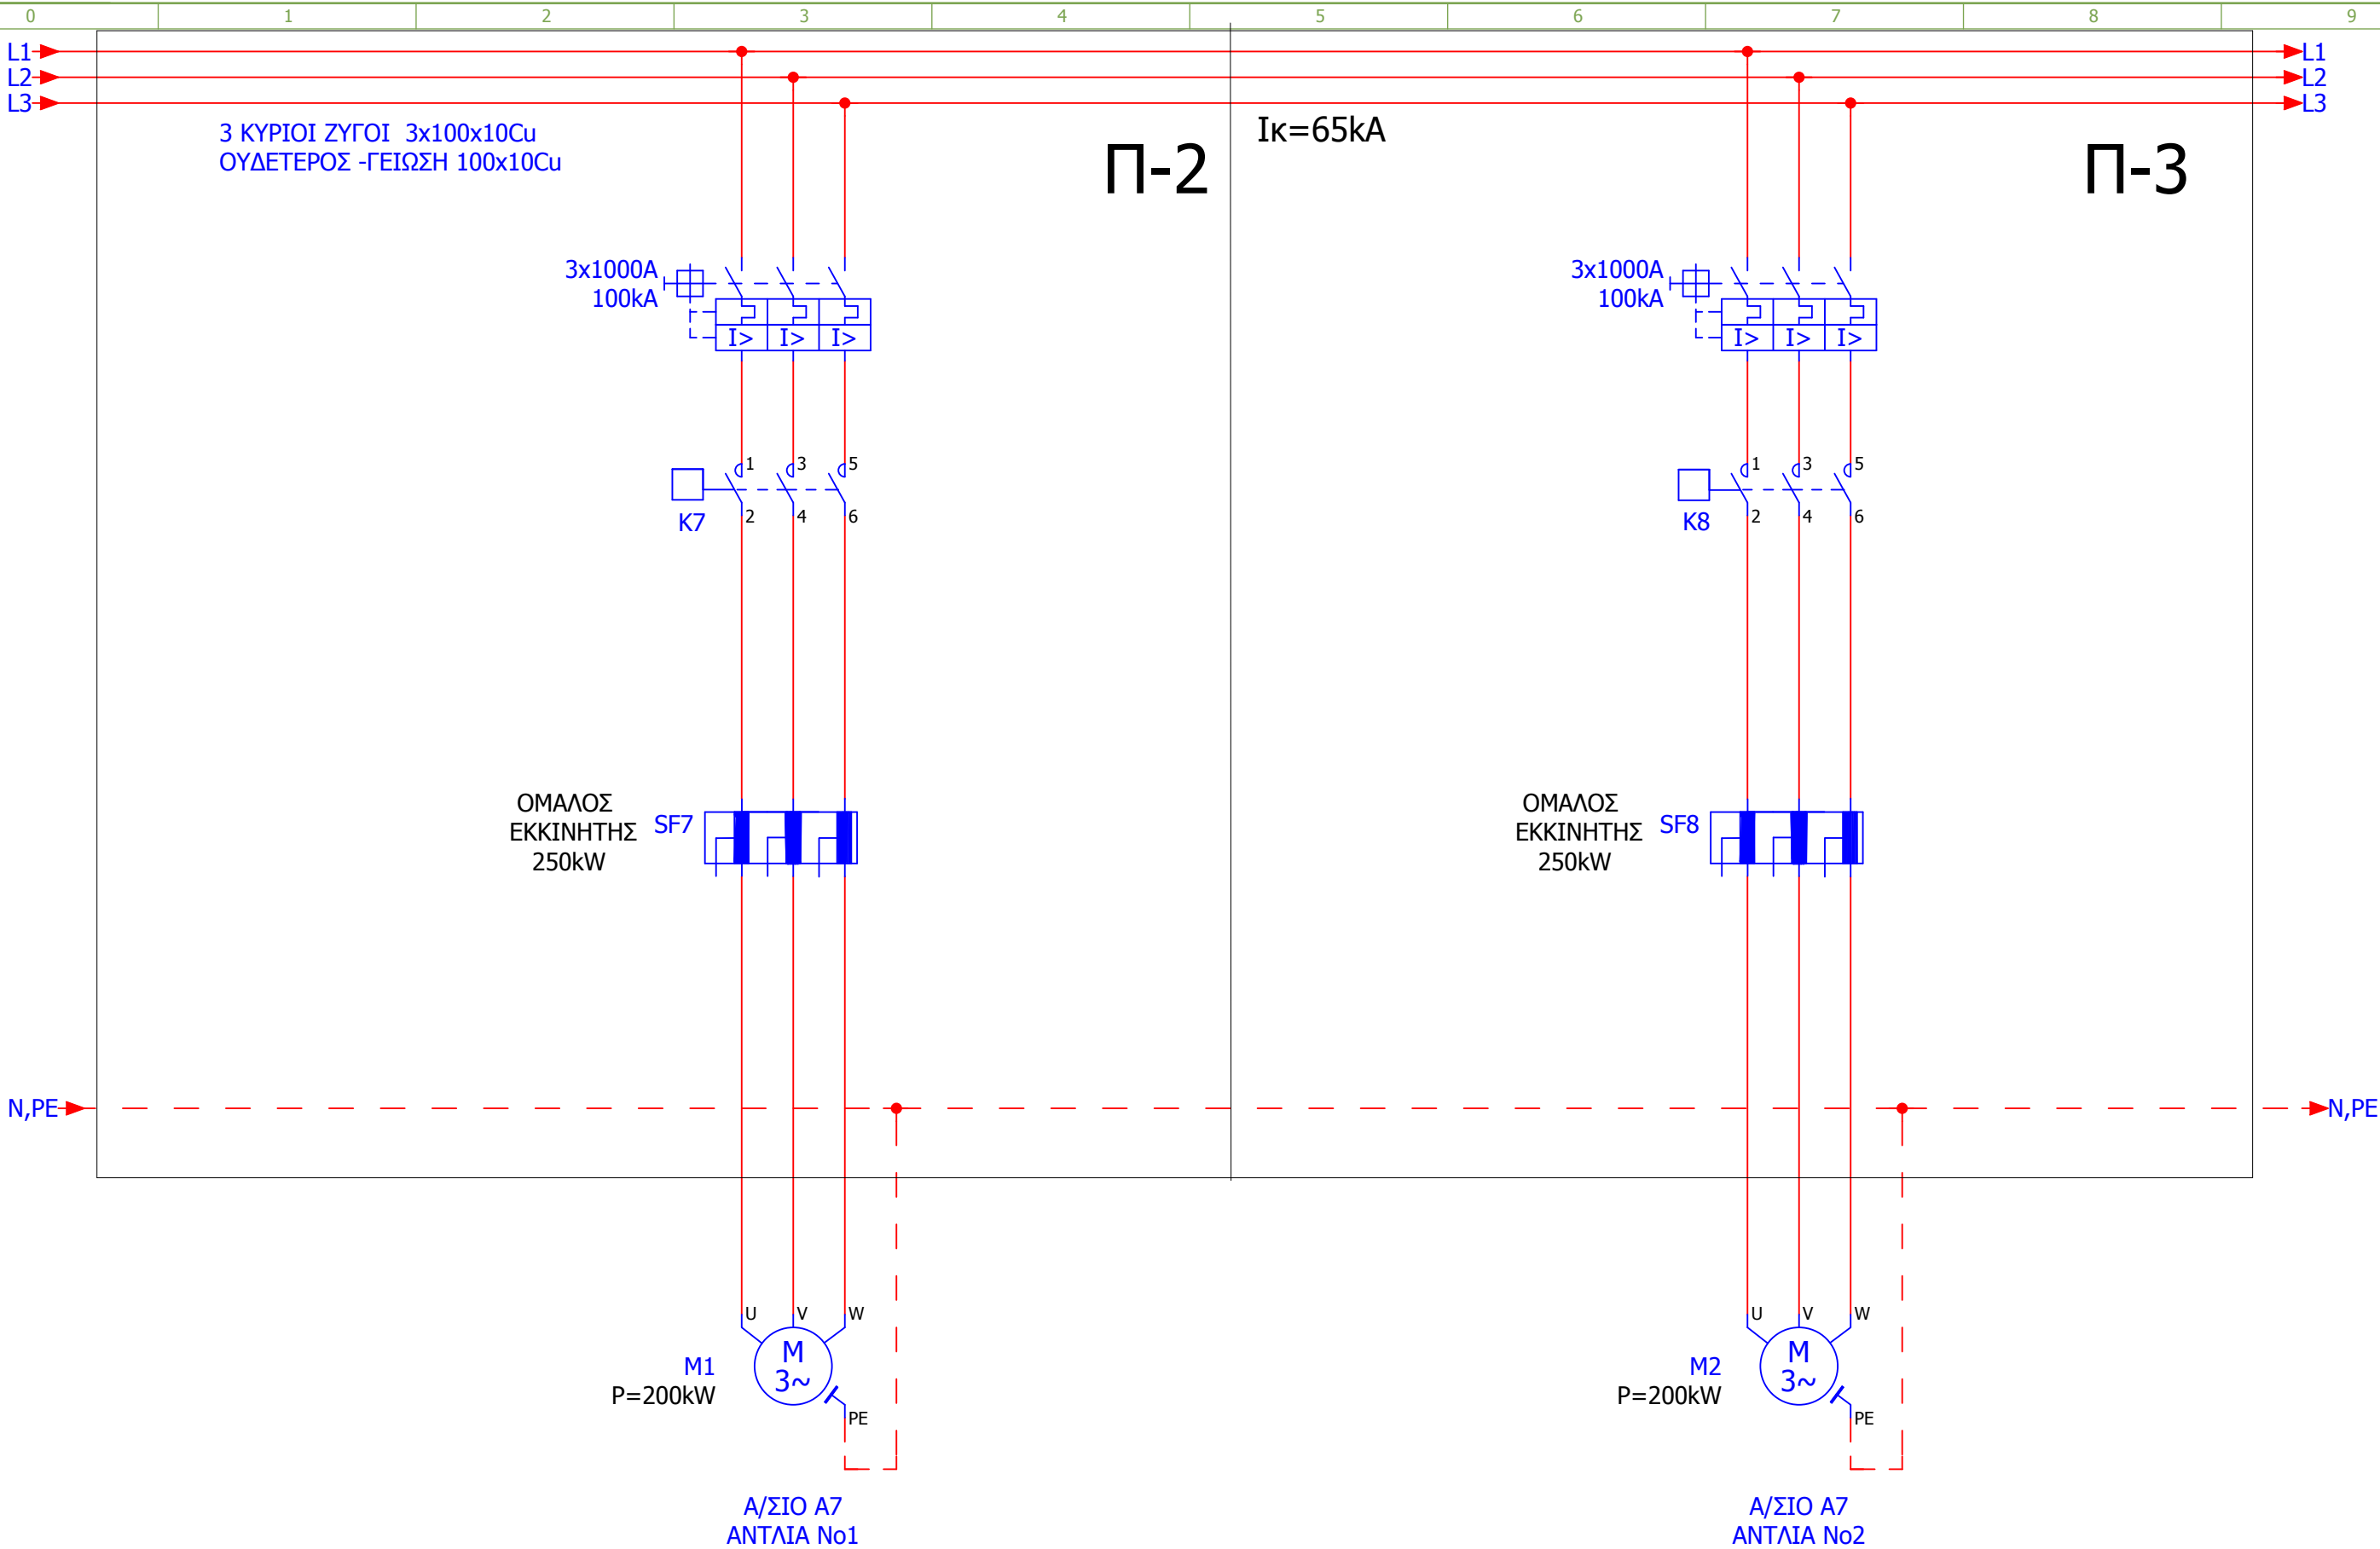 0 1 2 3 4 5 6 7 8 9
L1 L1
L2 L2
L3 L3
3 ΚΥΡΙΟΙ ΖΥΓΟΙ 3x100x10Cu
ΟΥΔΕΤΕΡΟΣ -ΓΕΙΩΣΗ 100x10Cu
Π-2
Ικ=65kA
Π-3
3x1000A
100kA
I> I> I>
3x1000A
100kA
I> I> I>
1 3 5
K7
2 4 6
1 3 5
K8
2 4 6
ΟΜΑΛΟΣ
ΕΚΚΙΝΗΤΗΣ
250kW
SF7
ΟΜΑΛΟΣ
ΕΚΚΙΝΗΤΗΣ
250kW
SF8
N,PE N,PE
U V W
M
3~
M1
P=200kW
PE
U V W
M
3~
M2
P=200kW
PE
Α/ΣΙΟ Α7
ΑΝΤΛΙΑ Νο1
Α/ΣΙΟ Α7
ΑΝΤΛΙΑ Νο2